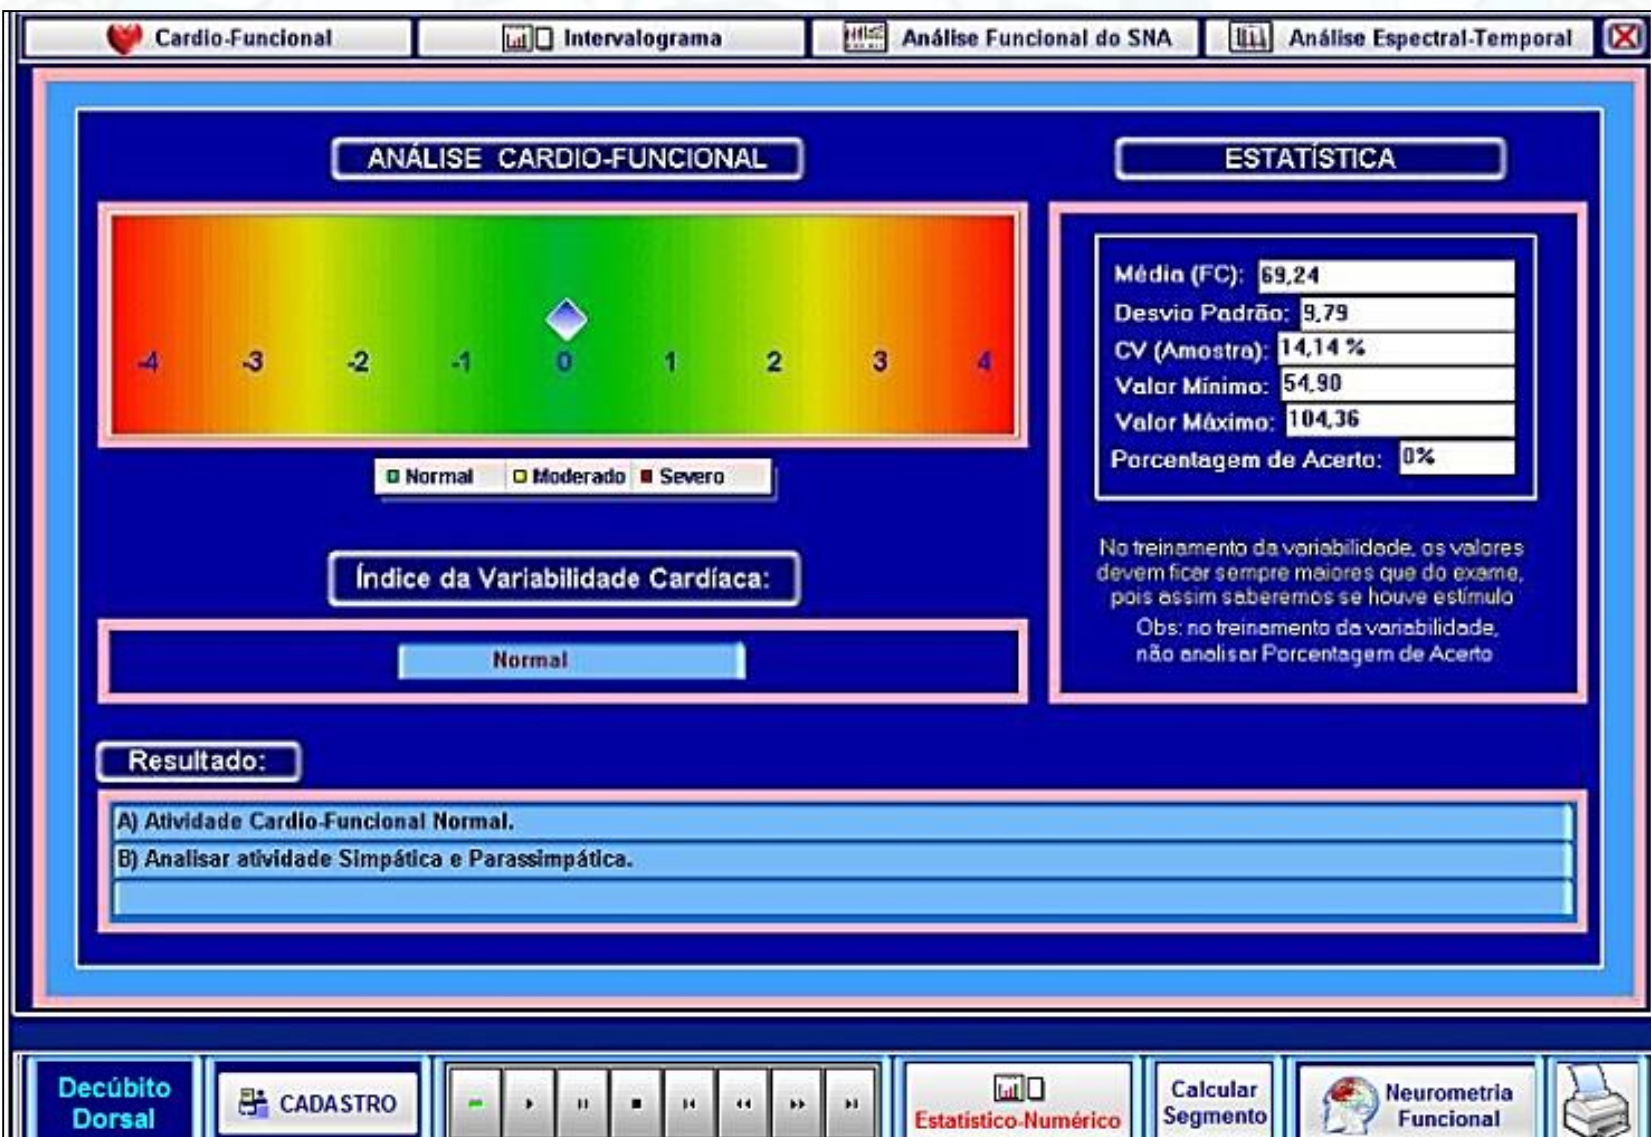 Cardio-Funcional
Intervalograma
Análise Funcional do SNA
Análise Espectral-Temporal
ANÁLISE CARDIO-FUNCIONAL
-4 -3 -2 -1 0 1 2 3 4
Normal Moderado Severo
Índice da Variabilidade Cardíaca:
Normal
ESTATÍSTICA
Média (FC): 69,24
Desvio Padrão: 9,79
CV (Amostra): 14,14 %
Valor Mínimo: 54,90
Valor Máximo: 104,36
Porcentagem de Acerto: 0%
No treinamento da variabilidade, os valores
devem ficar sempre maiores que do exame,
pois assim saberemos se houve estímulo
Obs: no treinamento da variabilidade,
não analisar Porcentagem de Acerto
Resultado:
A) Atividade Cardio-Funcional Normal.
B) Analisar atividade Simpática e Parassimpática.
Decúbito
Dorsal
CADASTRO
Estatístico-Numérico
Calcular
Segmento
Neurometria
Funcional